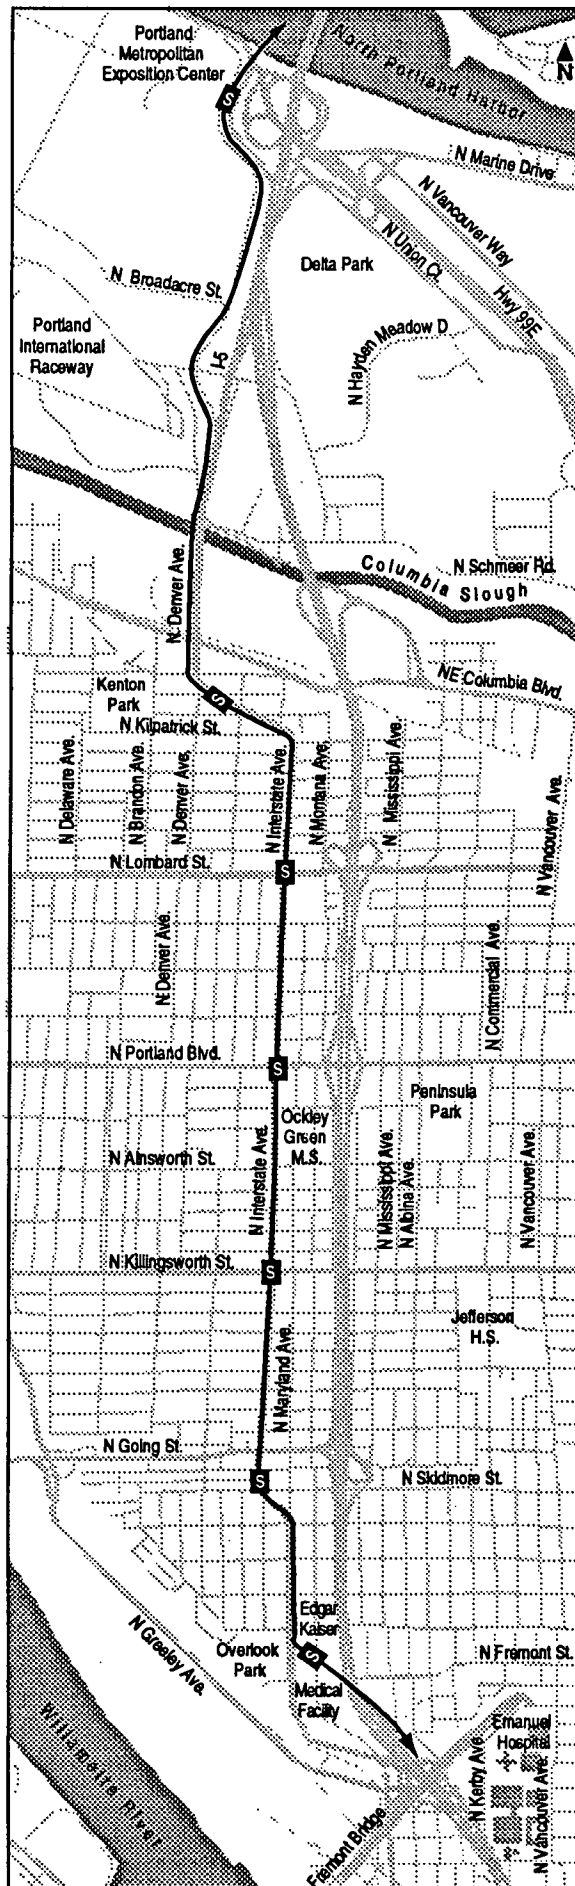 Portland
Metropolitan
Exposition Center
North Portland Harbor
N
S
N Marine Drive
N Vancouver Way
N Union Ct.
Hwy 99E
Delta Park
N Broadacre St.
Portland
International
Raceway
I-5
N Hayden Meadow D
Columbia Slough
N Schmeer Rd.
N. Denver Ave.
NE Columbia Blvd.
Kenton
Park
S
N Kilpatrick St.
N Delaware Ave.
N Brandon Ave.
N Denver Ave.
N Interstate Ave.
N Montana Ave.
N Mississippi Ave.
N Vancouver Ave.
N Lombard St.
S
N Denver Ave.
N Commercial Ave.
N Portland Blvd.
S
Peninsula
Park
Ockley
Green
M.S.
N Ainsworth St.
N Interstate Ave.
N Mississippi Ave.
N Albina Ave.
N Vancouver Ave.
N Killingsworth St.
S
Jefferson
H.S.
N Maryland Ave.
N Going St.
S
N Skidmore St.
Edgar
Kaiser
Medical
Facility
S
Overlook
Park
N Greeley Ave.
N Fremont St.
Emanuel
Hospital
N Kerby Ave.
N Vancouver Ave.
Fremont Bridge
Willamette River